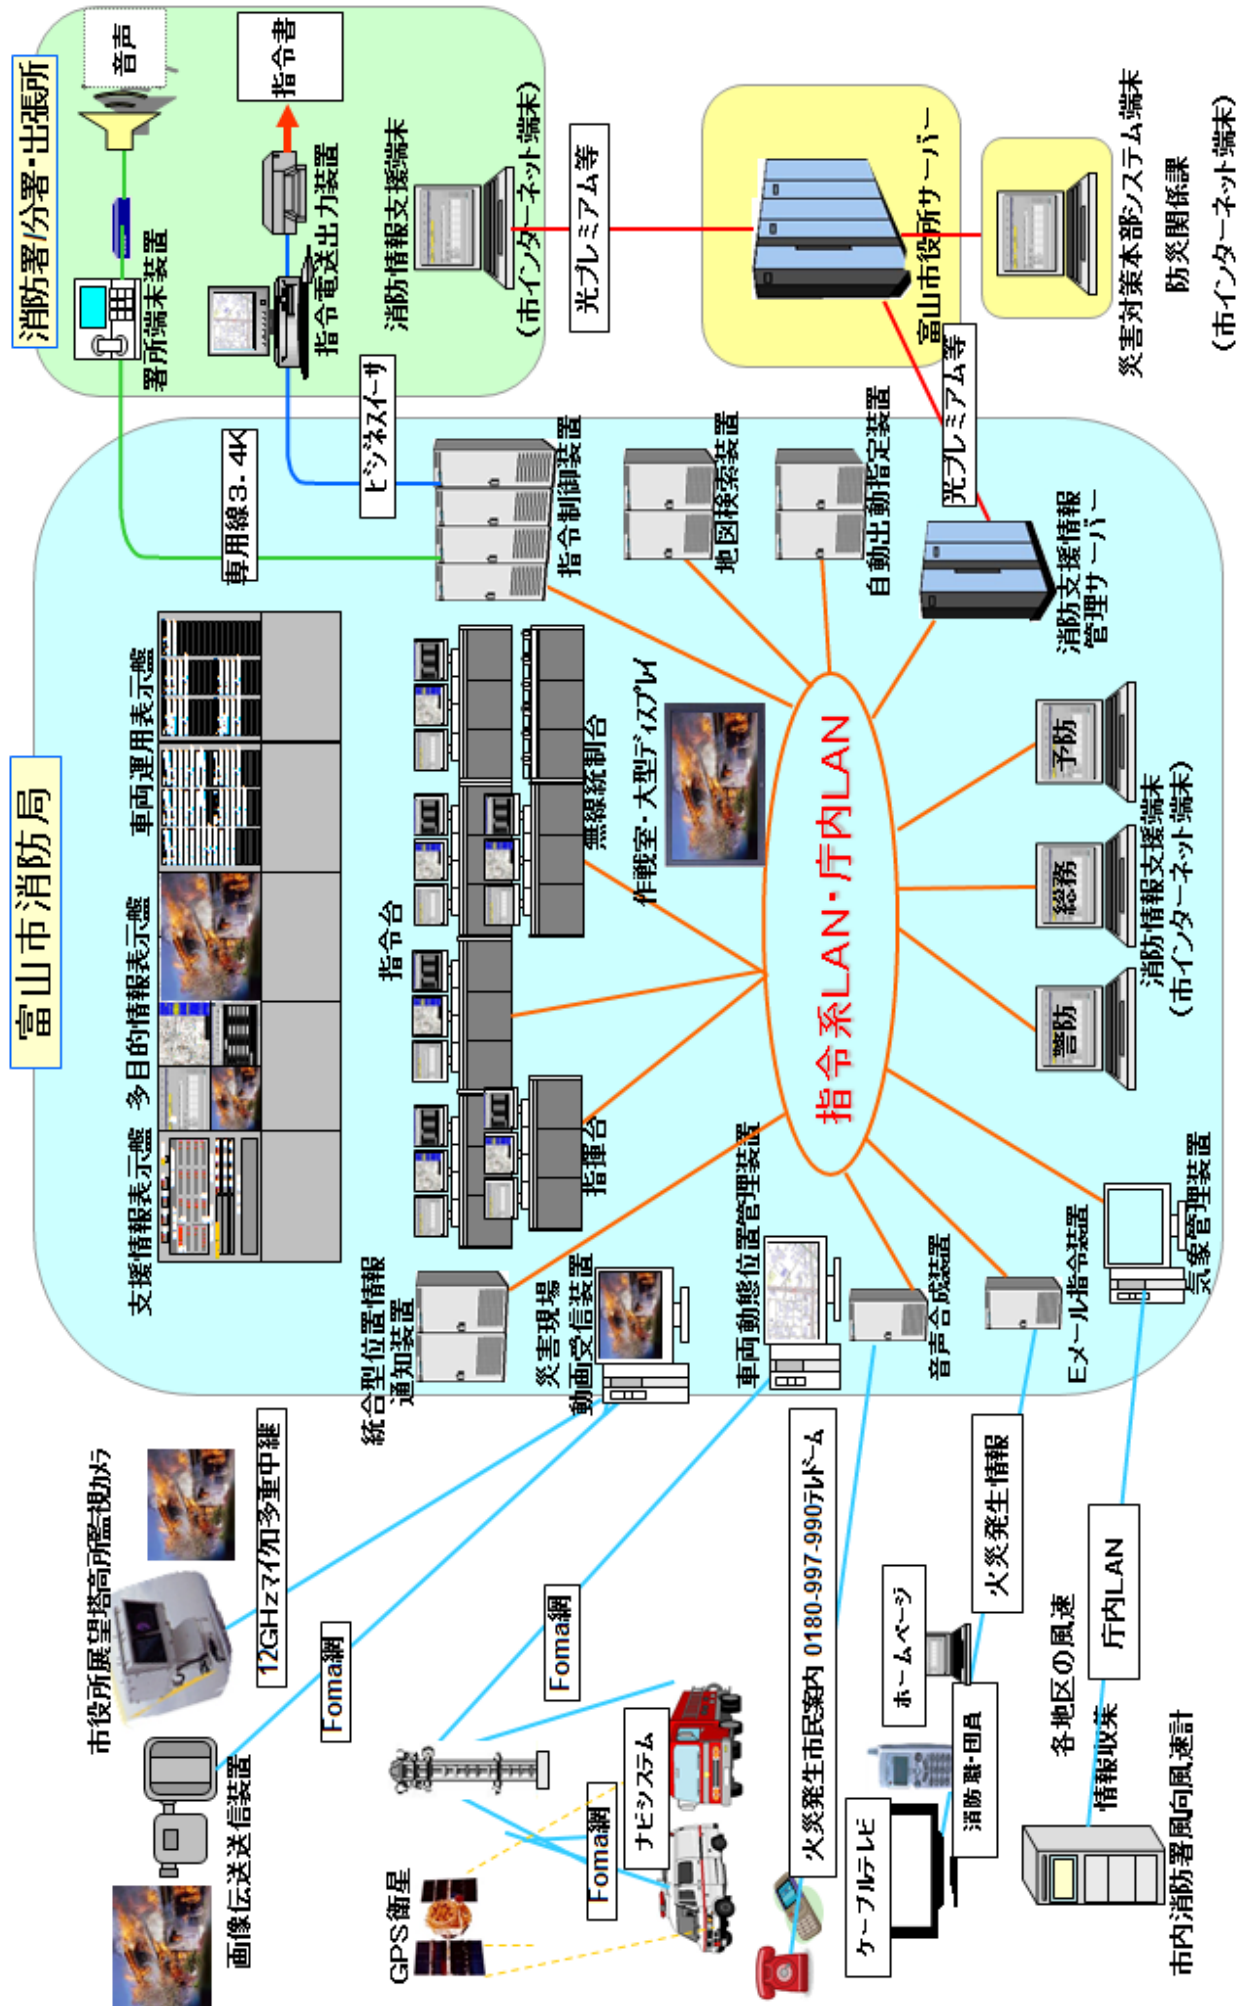 富山市消防局
支援情報表示盤
多目的情報表示盤
車両運用表示盤
指令台
指揮台
無線統制台
作戦室・大型ディスプレイ
統合型位置情報
通知装置
災害現場
動画受信装置
車両動態位置管理装置
音声合成装置
Eメール指令装置
気象管理装置
指令系LAN・庁内LAN
指令制御装置
地図検索装置
自動出動指定装置
消防支援情報
管理サーバー
警防
総務
予防
消防情報支援端末
(市インターネット端末)
消防署/分署・出張所
音声
署所端末装置
指令書
指令電送出力装置
消防情報支援端末
(市インターネット端末)
専用線3.4K
ビジネスイーサ
光プレミアム等
富山市役所サーバー
光プレミアム等
災害対策本部システム端末
防災関係課
(市インターネット端末)
市役所展望塔高所監視カメラ
12GHzマイクロ多重中継
画像伝送送信装置
Foma網
GPS衛星
Foma網
Foma網
ナビシステム
火災発生市民案内 0180-997-990テレドーム
ケーブルテレビ
ホームページ
消防職・団員
火災発生情報
各地区の風速
情報収集
庁内LAN
市内消防署風向風速計